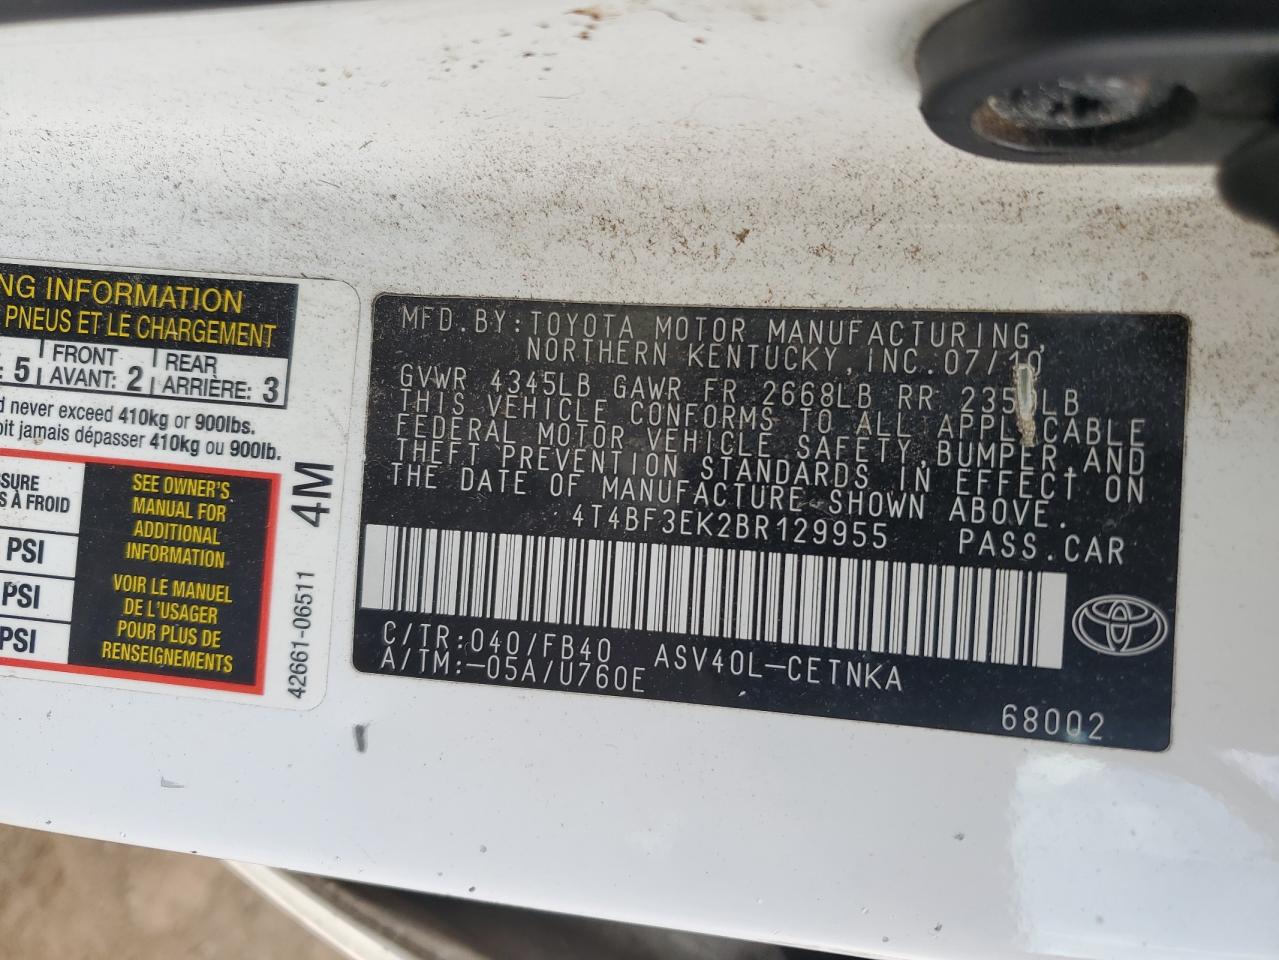 NG INFORMATION
PNEUS ET LE CHARGEMENT
5 FRONT AVANT: 2 REAR ARRIÈRE: 3
never exceed 410kg or 900lbs.
jamais dépasser 410kg ou 900lb.
À FROID
PSI
PSI
PSI
SEE OWNER'S
MANUAL FOR
ADDITIONAL
INFORMATION
VOIR LE MANUEL
DE L'USAGER
POUR PLUS DE
RENSEIGNEMENTS
4M
42661-06511
MFD.BY:TOYOTA MOTOR MANUFACTURING,
NORTHERN KENTUCKY, INC.07/10
GVWR 4345LB GAWR FR 2668LB RR 2350LB
THIS VEHICLE CONFORMS TO ALL APPLICABLE
FEDERAL MOTOR VEHICLE SAFETY,BUMPER,AND
THEFT PREVENTION STANDARDS IN EFFECT ON
THE DATE OF MANUFACTURE SHOWN ABOVE.
4T4BF3EK2BR129955 PASS.CAR
C/TR:040/FB40 ASV40L-CETNKA
A/TM:-05A/U760E
68002